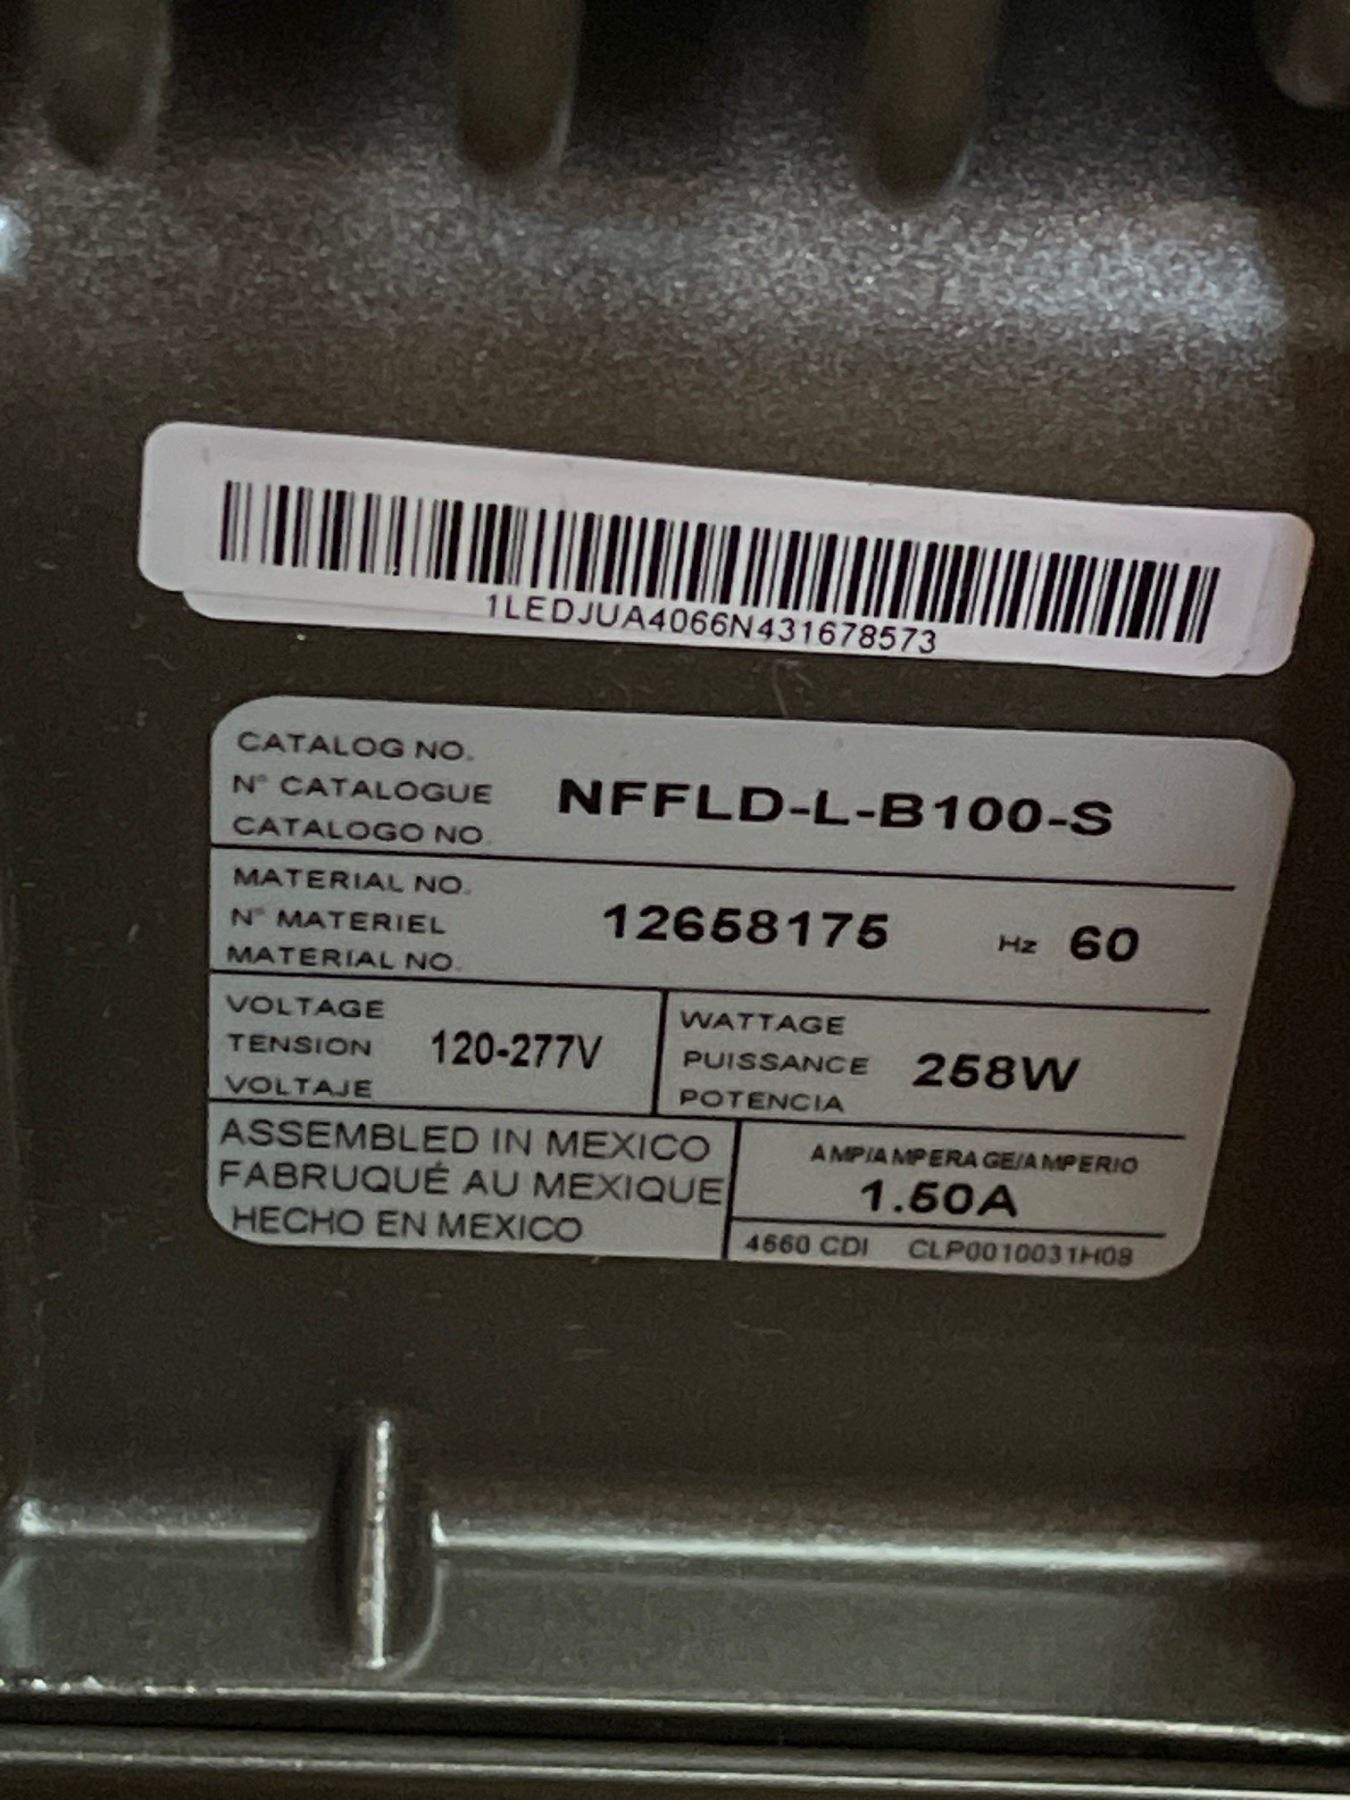 1LEDJUA4066N431678573
CATALOG NO.
N° CATALOGUE
CATALOGO NO.
NFFLD-L-B100-S
MATERIAL NO.
N° MATERIEL
MATERIAL NO.
12658175
Hz 60
VOLTAGE
TENSION
VOLTAJE
120-277V
WATTAGE
PUISSANCE
POTENCIA
258W
ASSEMBLED IN MEXICO
FABRUQUÉ AU MEXIQUE
HECHO EN MEXICO
AMP/AMPERAGE/AMPERIO
1.50A
4660 CDI CLP0010031H08